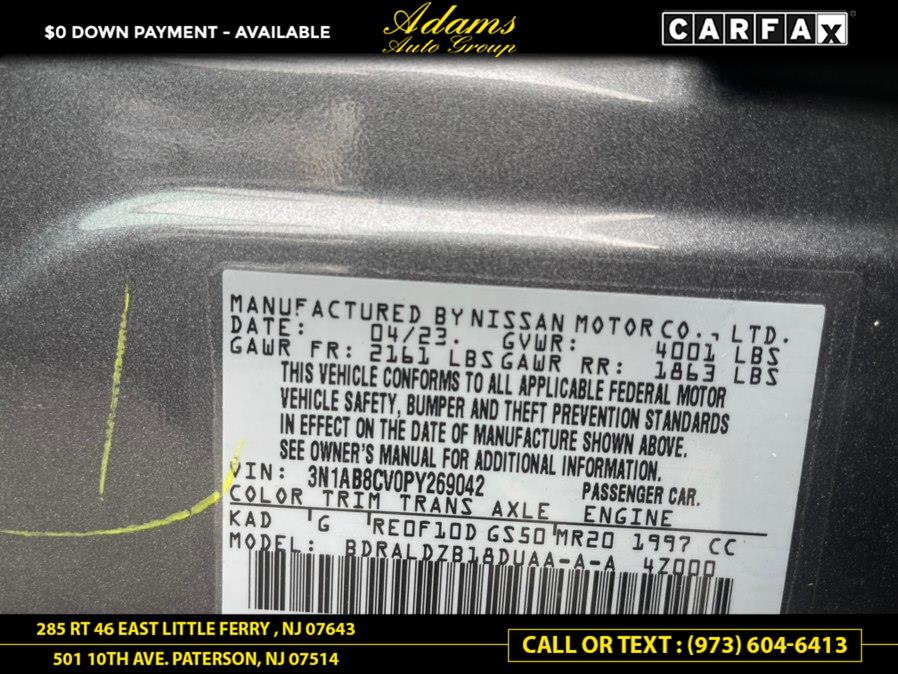 $0 DOWN PAYMENT - AVAILABLE
Adams
Auto Group
CARFAX
MANUFACTURED BY NISSAN MOTOR CO., LTD.
DATE: 04/23. GVWR: 4001 LBS
GAWR FR: 2161 LBS GAWR RR: 1863 LBS
THIS VEHICLE CONFORMS TO ALL APPLICABLE FEDERAL MOTOR
VEHICLE SAFETY, BUMPER AND THEFT PREVENTION STANDARDS
IN EFFECT ON THE DATE OF MANUFACTURE SHOWN ABOVE.
SEE OWNER'S MANUAL FOR ADDITIONAL INFORMATION.
VIN: 3N1AB8CV0PY269042 PASSENGER CAR.
COLOR TRIM TRANS AXLE ENGINE
KAD G RE0F10D GS50 MR20 1997 CC
MODEL: BDRALDZB18DUAA-A-A 4Z000
285 RT 46 EAST LITTLE FERRY , NJ 07643
501 10TH AVE. PATERSON, NJ 07514
CALL OR TEXT : (973) 604-6413